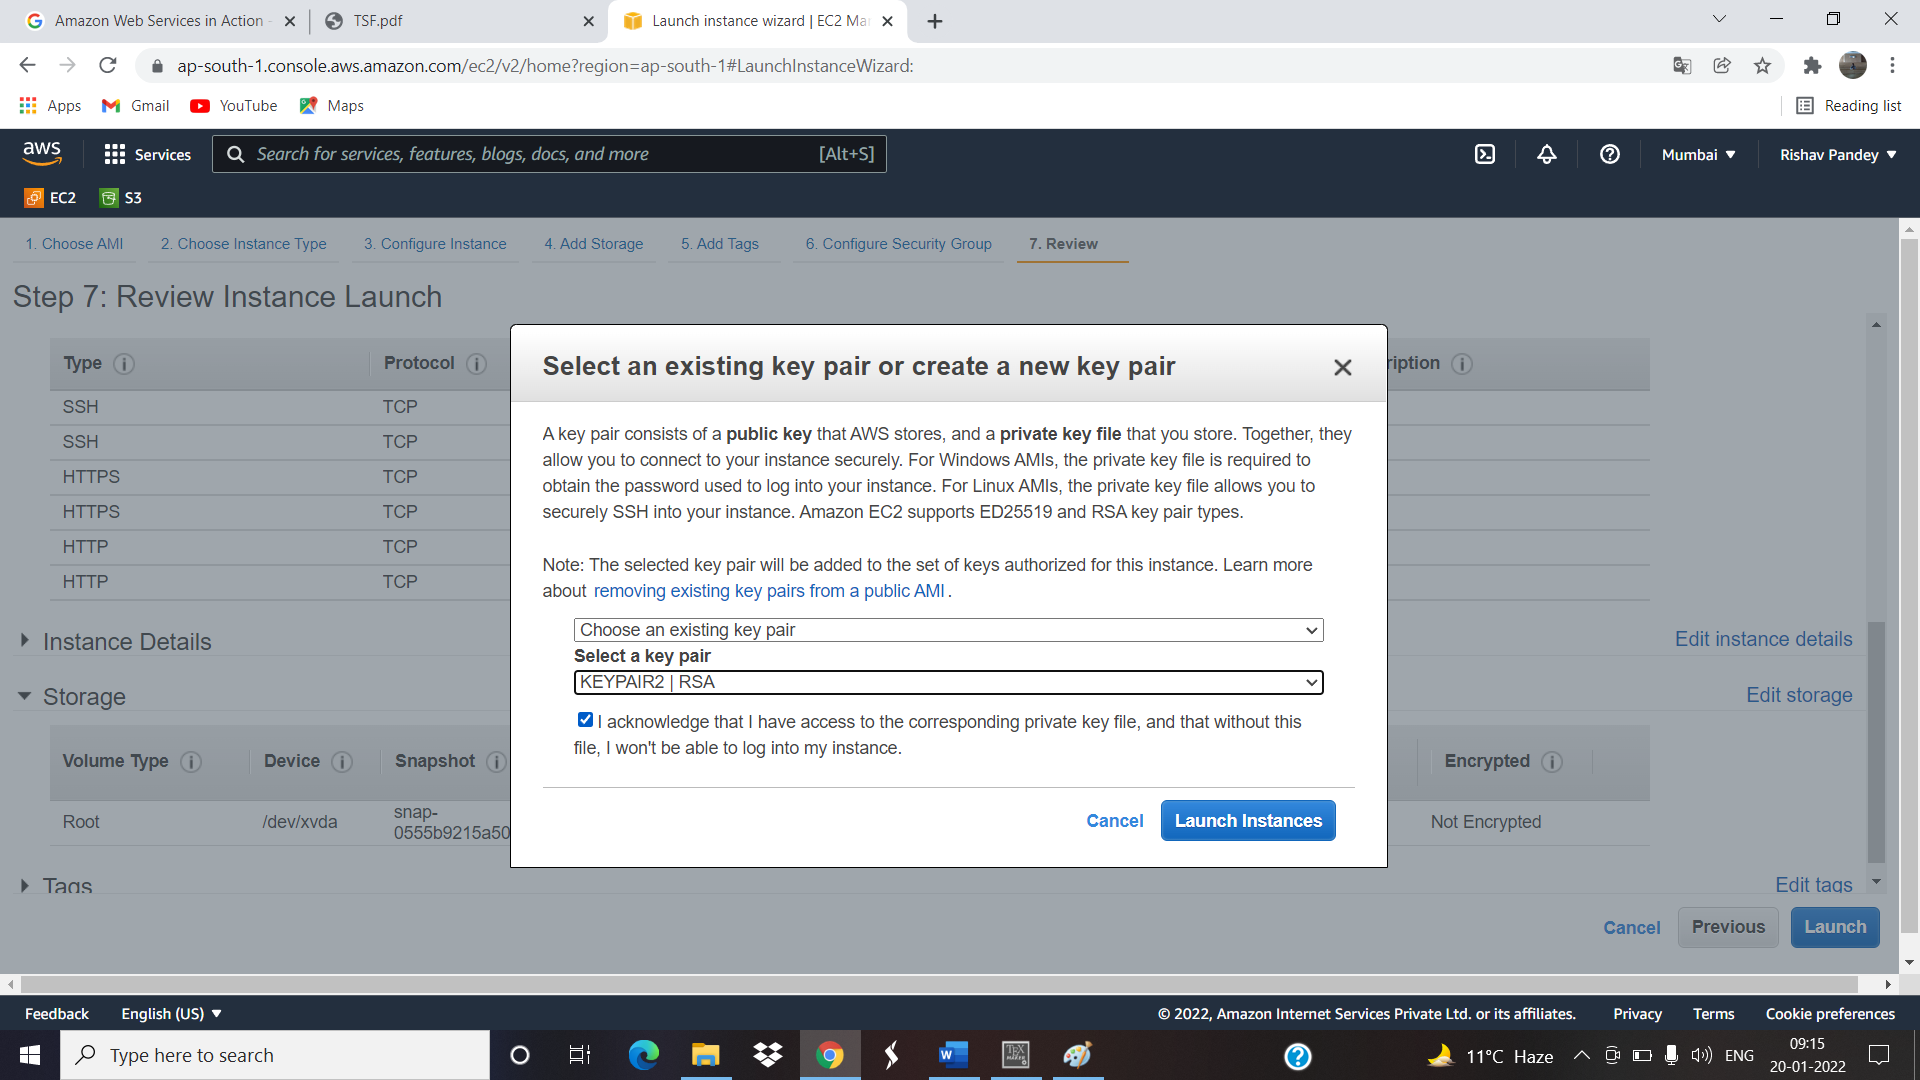 Amazon Web Services in Action
TSF.pdf
Launch instance wizard | EC2 Ma
ap-south-1.console.aws.amazon.com/ec2/v2/home?region=ap-south-1#LaunchInstanceWizard:
Apps
Gmail
YouTube
Maps
Reading list
aws
Services
Search for services, features, blogs, docs, and more
[Alt+S]
Mumbai
Rishav Pandey
EC2
S3
1. Choose AMI
2. Choose Instance Type
3. Configure Instance
4. Add Storage
5. Add Tags
6. Configure Security Group
7. Review
Step 7: Review Instance Launch
Type
Protocol
ription
SSH TCP
SSH TCP
HTTPS TCP
HTTPS TCP
HTTP TCP
HTTP TCP
Select an existing key pair or create a new key pair
A key pair consists of a public key that AWS stores, and a private key file that you store. Together, they
allow you to connect to your instance securely. For Windows AMIs, the private key file is required to
obtain the password used to log into your instance. For Linux AMIs, the private key file allows you to
securely SSH into your instance. Amazon EC2 supports ED25519 and RSA key pair types.
Note: The selected key pair will be added to the set of keys authorized for this instance. Learn more
about removing existing key pairs from a public AMI .
Choose an existing key pair
Select a key pair
KEYPAIR2 | RSA
I acknowledge that I have access to the corresponding private key file, and that without this
file, I won't be able to log into my instance.
Cancel
Launch Instances
Instance Details
Edit instance details
Storage
Edit storage
Volume Type
Device
Snapshot
Encrypted
Root
/dev/xvda
snap-
0555b9215a50
Not Encrypted
Tags
Edit tags
Cancel
Previous
Launch
Feedback
English (US)
© 2022, Amazon Internet Services Private Ltd. or its affiliates.
Privacy
Terms
Cookie preferences
Type here to search
W
TEX
11°C Haze
ENG
09:15
20-01-2022